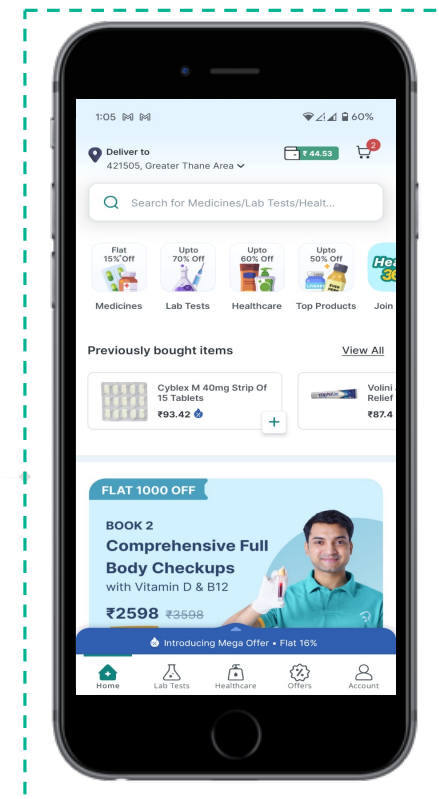 1:05 60%
Deliver to
421505, Greater Thane Area
₹ 44.53
2
Search for Medicines/Lab Tests/Healt...
Flat
15%* Off
Upto
70% Off
Upto
60% Off
Upto
50% Off
Medicines Lab Tests Healthcare Top Products Join
Previously bought items View All
Cyblex M 40mg Strip Of
15 Tablets
₹93.42
+
Volini
Relief
₹87.4
FLAT 1000 OFF
BOOK 2
Comprehensive Full
Body Checkups
with Vitamin D & B12
₹2598 ₹3598
Introducing Mega Offer • Flat 16%
Home Lab Tests Healthcare Offers Account